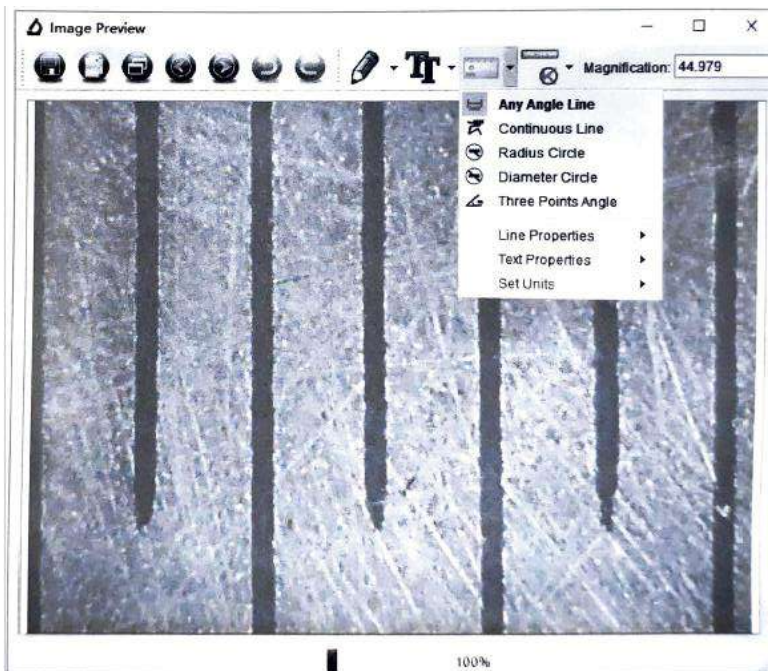 Image Preview
TT
Magnification: 44.979
Any Angle Line
Continuous Line
Radius Circle
Diameter Circle
Three Points Angle
Line Properties
Text Properties
Set Units
100%